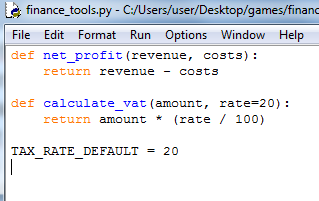 finance_tools.py - C:/Users/user/Desktop/games/financ
File Edit Format Run Options Window Help
def net_profit(revenue, costs):
    return revenue - costs
def calculate_vat(amount, rate=20):
    return amount * (rate / 100)
TAX_RATE_DEFAULT = 20